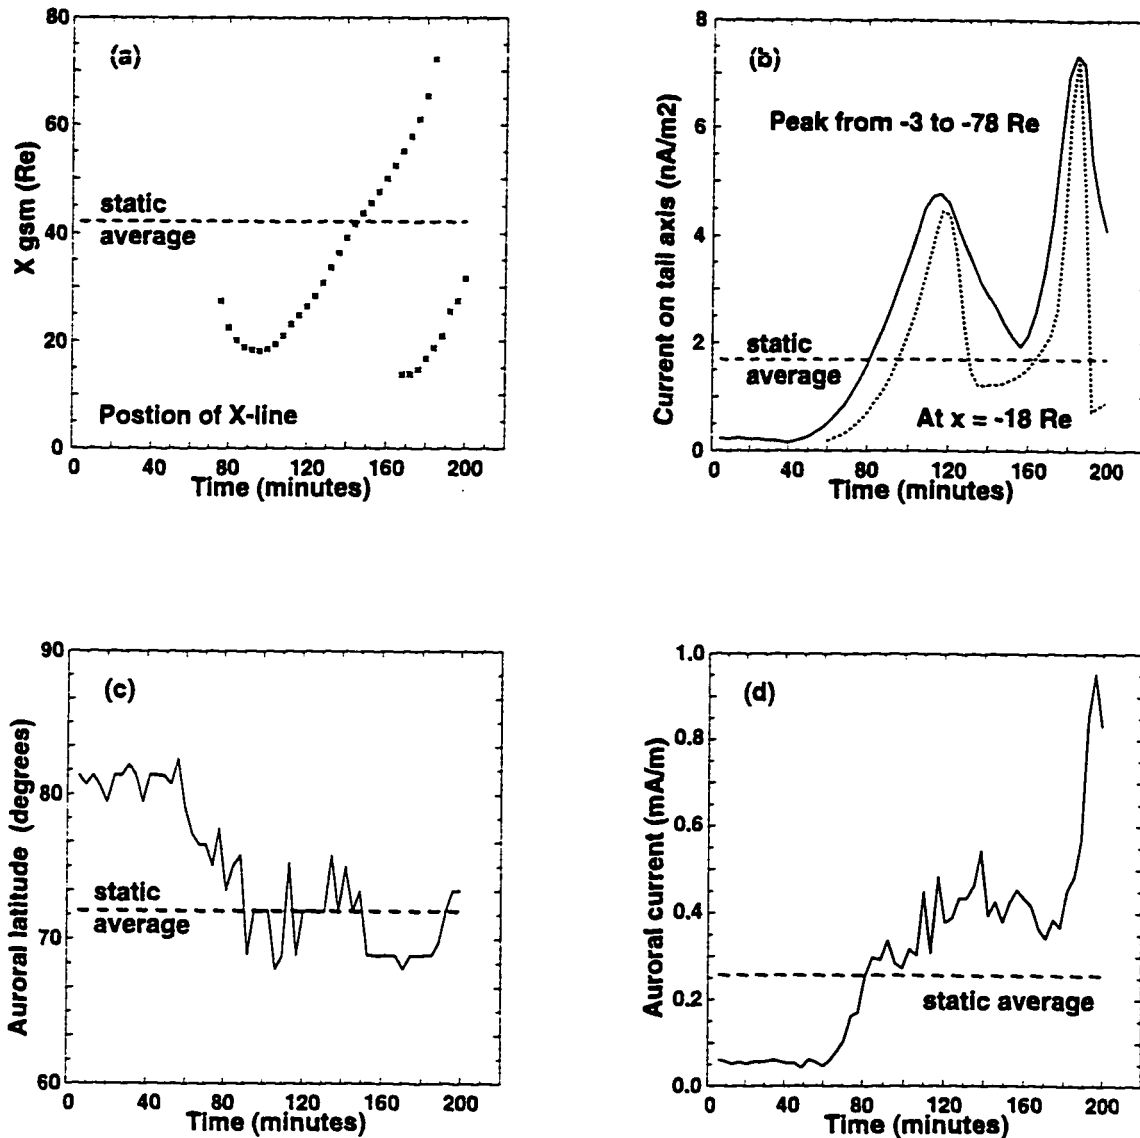 (a)
80
60
40
20
0
X gsm (Re)
static
average
Postion of X-line
0 40 80 120 160 200
Time (minutes)
(b)
8
6
4
2
0
Current on tail axis (nA/m2)
Peak from -3 to -78 Re
static
average
At x = -18 Re
0 40 80 120 160 200
Time (minutes)
(c)
90
80
70
60
Auroral latitude (degrees)
static
average
0 40 80 120 160 200
Time (minutes)
(d)
1.0
0.8
0.6
0.4
0.2
0.0
Auroral current (mA/m)
static average
0 40 80 120 160 200
Time (minutes)